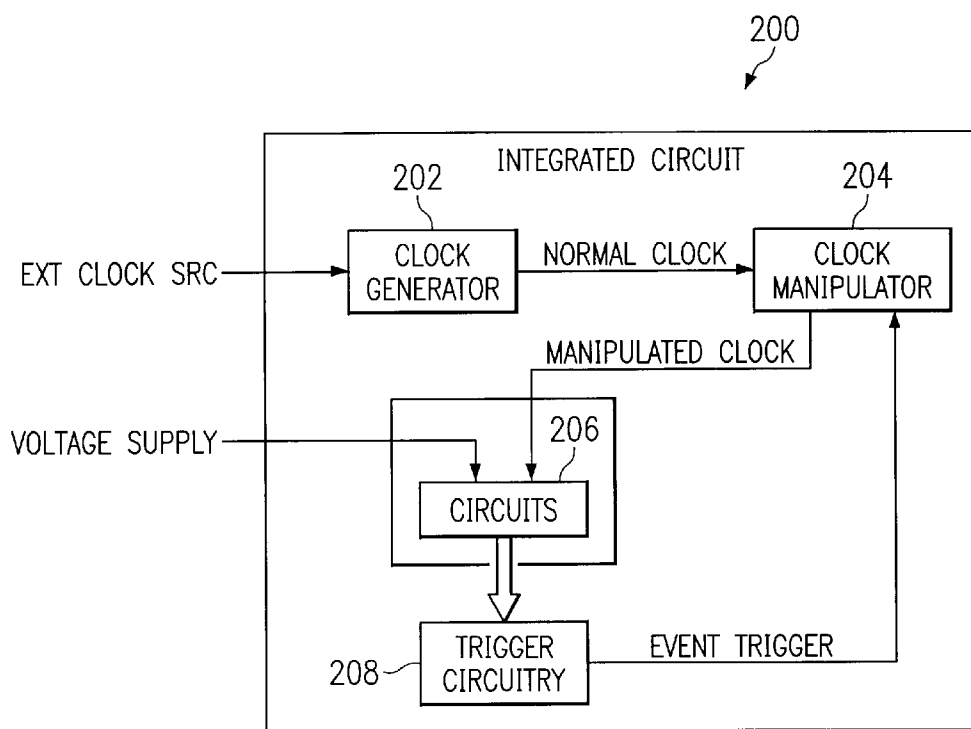 200
INTEGRATED CIRCUIT
202
204
EXT CLOCK SRC
CLOCK
GENERATOR
NORMAL CLOCK
CLOCK
MANIPULATOR
MANIPULATED CLOCK
VOLTAGE SUPPLY
206
CIRCUITS
208
TRIGGER
CIRCUITRY
EVENT TRIGGER